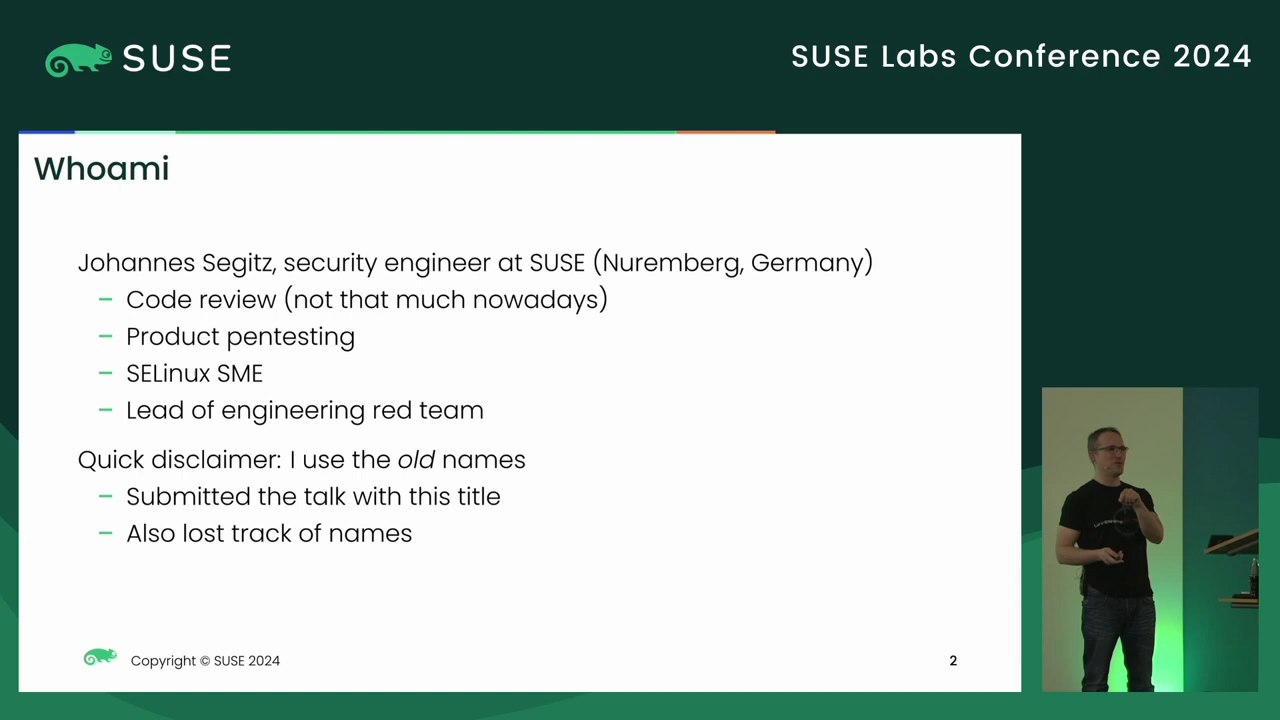 SUSE
SUSE Labs Conference 2024
Whoami
Johannes Segitz, security engineer at SUSE (Nuremberg, Germany)
– Code review (not that much nowadays)
– Product pentesting
– SELinux SME
– Lead of engineering red team
Quick disclaimer: I use the old names
– Submitted the talk with this title
– Also lost track of names
Copyright © SUSE 2024
2